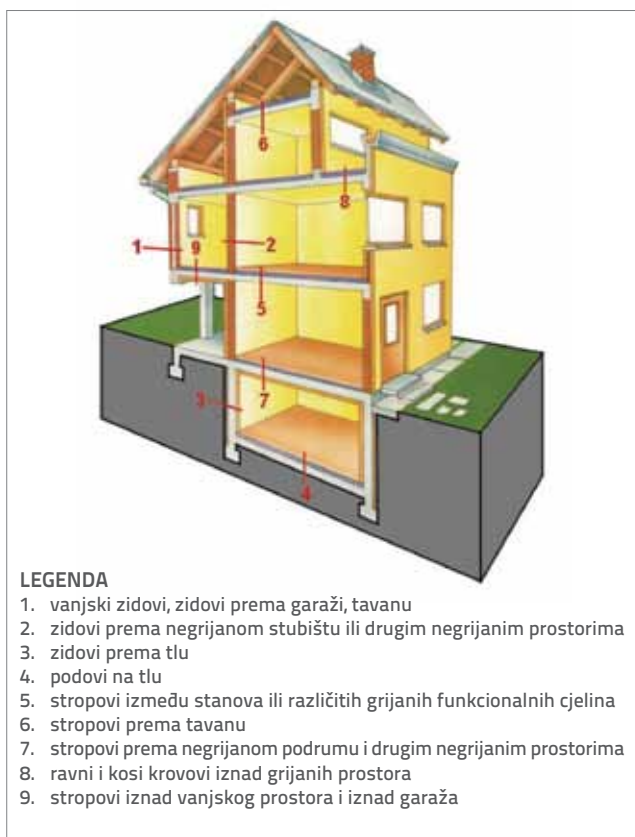 6
8
1
9
2
5
7
3
4
LEGENDA
1. vanjski zidovi, zidovi prema garaži, tavanu
2. zidovi prema negrijanom stubištu ili drugim negrijanim prostorima
3. zidovi prema tlu
4. podovi na tlu
5. stropovi između stanova ili različitih grijanih funkcionalnih cjelina
6. stropovi prema tavanu
7. stropovi prema negrijanom podrumu i drugim negrijanim prostorima
8. ravni i kosi krovovi iznad grijanih prostora
9. stropovi iznad vanjskog prostora i iznad garaža